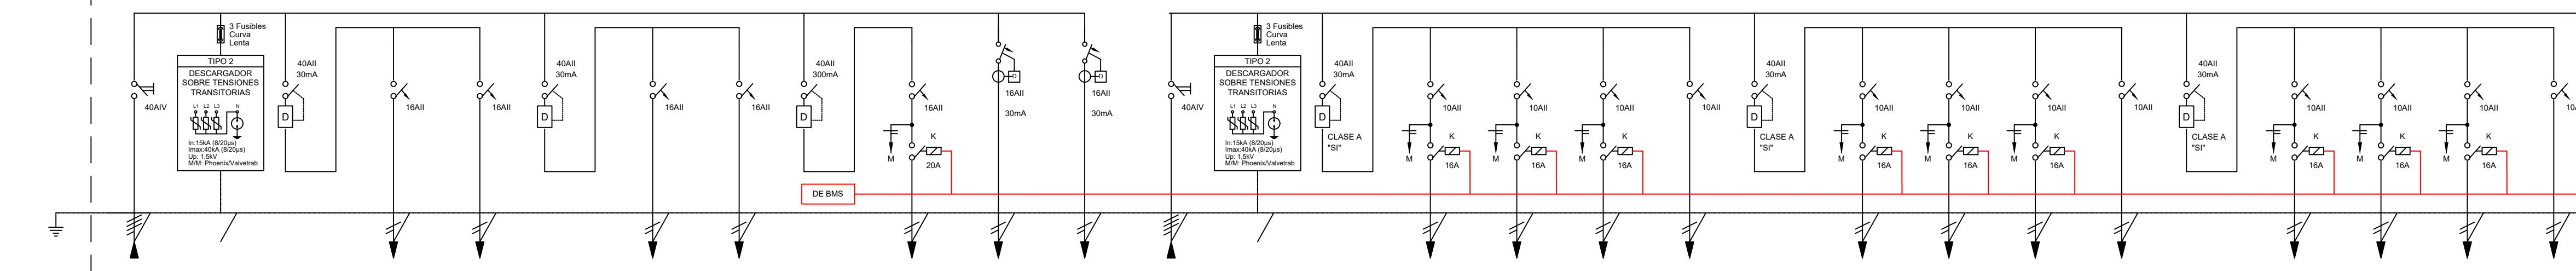 40AIV
3 Fusibles
Curva
Lenta
TIPO 2
DESCARGADOR
SOBRE TENSIONES
TRANSITORIAS
L1 L2 L3 N
In:15kA (8/20µs)
Imax:40kA (8/20µs)
Up: 1,5kV
M/M: Phoenix/Valvetrab
40AII
30mA
D
16AII
16AII
40AII
30mA
D
16AII
16AII
40AII
300mA
D
16AII
M
K
20A
DE BMS
D
16AII
30mA
D
16AII
30mA
40AIV
3 Fusibles
Curva
Lenta
TIPO 2
DESCARGADOR
SOBRE TENSIONES
TRANSITORIAS
L1 L2 L3 N
In:15kA (8/20µs)
Imax:40kA (8/20µs)
Up: 1,5kV
M/M: Phoenix/Valvetrab
40AII
30mA
D
CLASE A
"SI"
10AII
M
K
16A
10AII
M
K
16A
10AII
M
K
16A
10AII
40AII
30mA
D
CLASE A
"SI"
10AII
M
K
16A
10AII
M
K
16A
10AII
M
K
16A
10AII
40AII
30mA
D
CLASE A
"SI"
10AII
M
K
16A
10AII
M
K
16A
10AII
M
K
16A